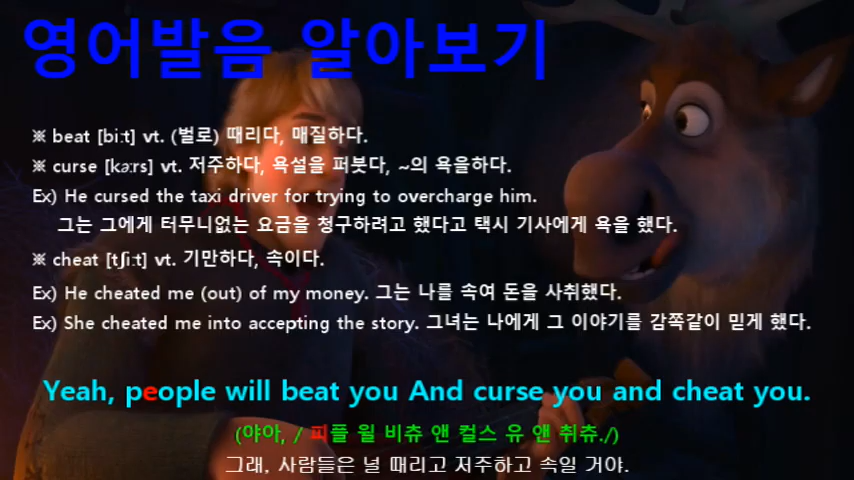 영어발음 알아보기
※ beat [biːt] vt. (벌로) 때리다, 매질하다.
※ curse [kəːrs] vt. 저주하다, 욕설을 퍼붓다, ~의 욕을하다.
Ex) He cursed the taxi driver for trying to overcharge him.
그는 그에게 터무니없는 요금을 청구하려고 했다고 택시 기사에게 욕을 했다.
※ cheat [tʃiːt] vt. 기만하다, 속이다.
Ex) He cheated me (out) of my money. 그는 나를 속여 돈을 사취했다.
Ex) She cheated me into accepting the story. 그녀는 나에게 그 이야기를 감쪽같이 믿게 했다.
Yeah, people will beat you And curse you and cheat you.
(야아, / 피플 윌 비츄 앤 컬스 유 앤 취츄./)
그래, 사람들은 널 때리고 저주하고 속일 거야.